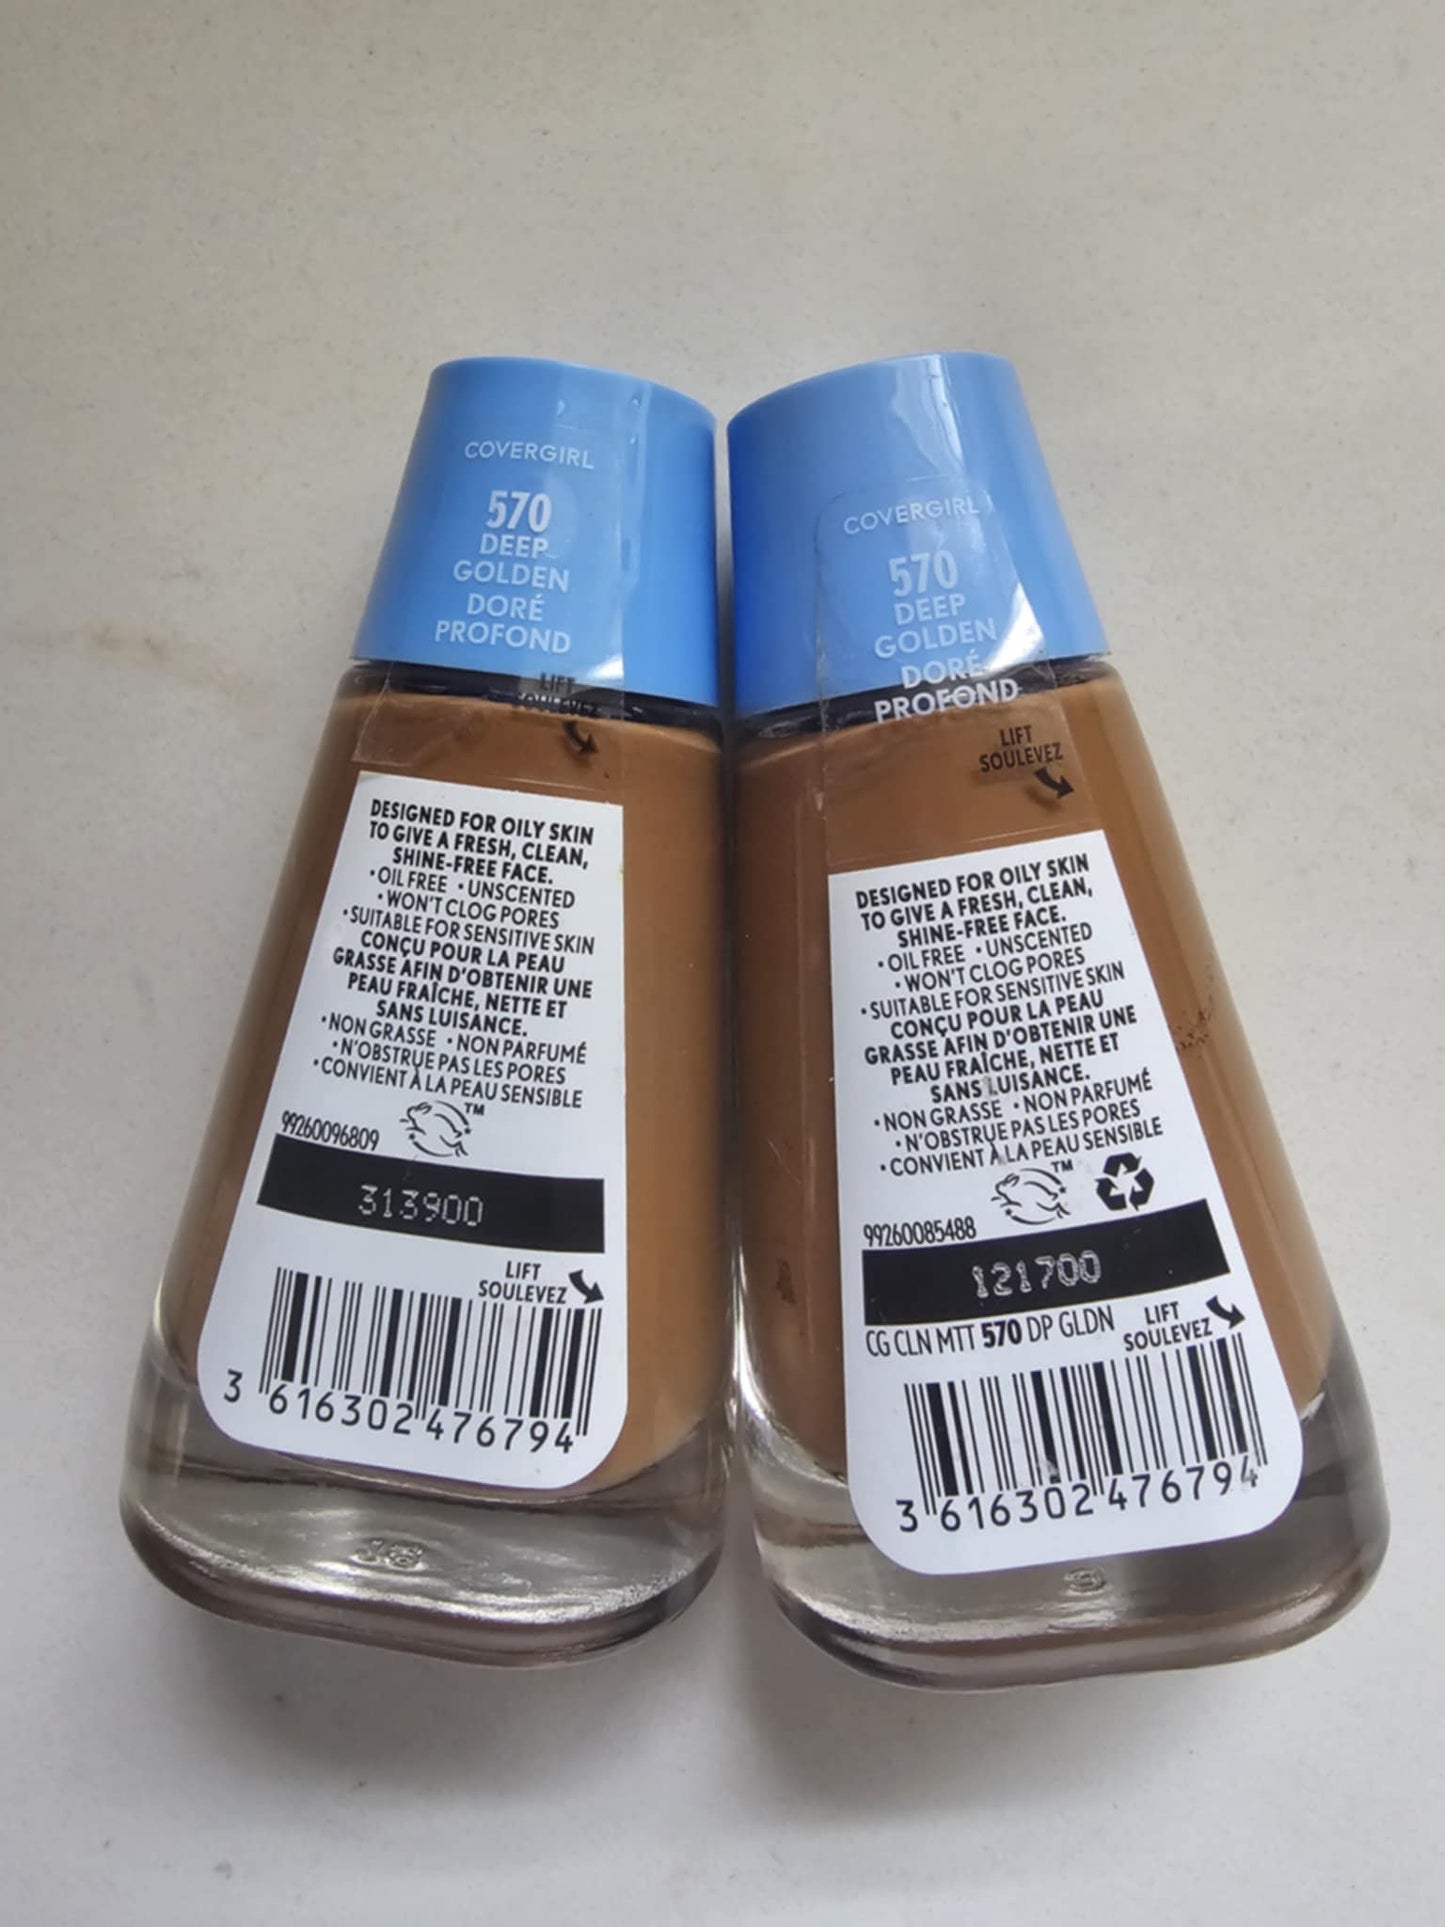 COVERGIRL
570
DEEP
GOLDEN
DORÉ
PROFOND
LIFT
SOULEVEZ
DESIGNED FOR OILY SKIN
TO GIVE A FRESH, CLEAN,
SHINE-FREE FACE.
• OIL FREE • UNSCENTED
• WON'T CLOG PORES
• SUITABLE FOR SENSITIVE SKIN
CONÇU POUR LA PEAU
GRASSE AFIN D'OBTENIR UNE
PEAU FRAÎCHE, NETTE ET
SANS LUISANCE.
• NON GRASSE • NON PARFUMÉ
• N'OBSTRUE PAS LES PORES
• CONVIENT À LA PEAU SENSIBLE
TM
99260096809
313900
LIFT
SOULEVEZ
3 616302 476794
COVERGIRL
570
DEEP
GOLDEN
DORÉ
PROFOND
LIFT
SOULEVEZ
DESIGNED FOR OILY SKIN
TO GIVE A FRESH, CLEAN,
SHINE-FREE FACE.
• OIL FREE • UNSCENTED
• WON'T CLOG PORES
• SUITABLE FOR SENSITIVE SKIN
CONÇU POUR LA PEAU
GRASSE AFIN D'OBTENIR UNE
PEAU FRAÎCHE, NETTE ET
SANS LUISANCE.
• NON GRASSE • NON PARFUMÉ
• N'OBSTRUE PAS LES PORES
• CONVIENT À LA PEAU SENSIBLE
TM
99260085488
121700
CG CLN MTT 570 DP GLDN
LIFT
SOULEVEZ
3 616302 476794